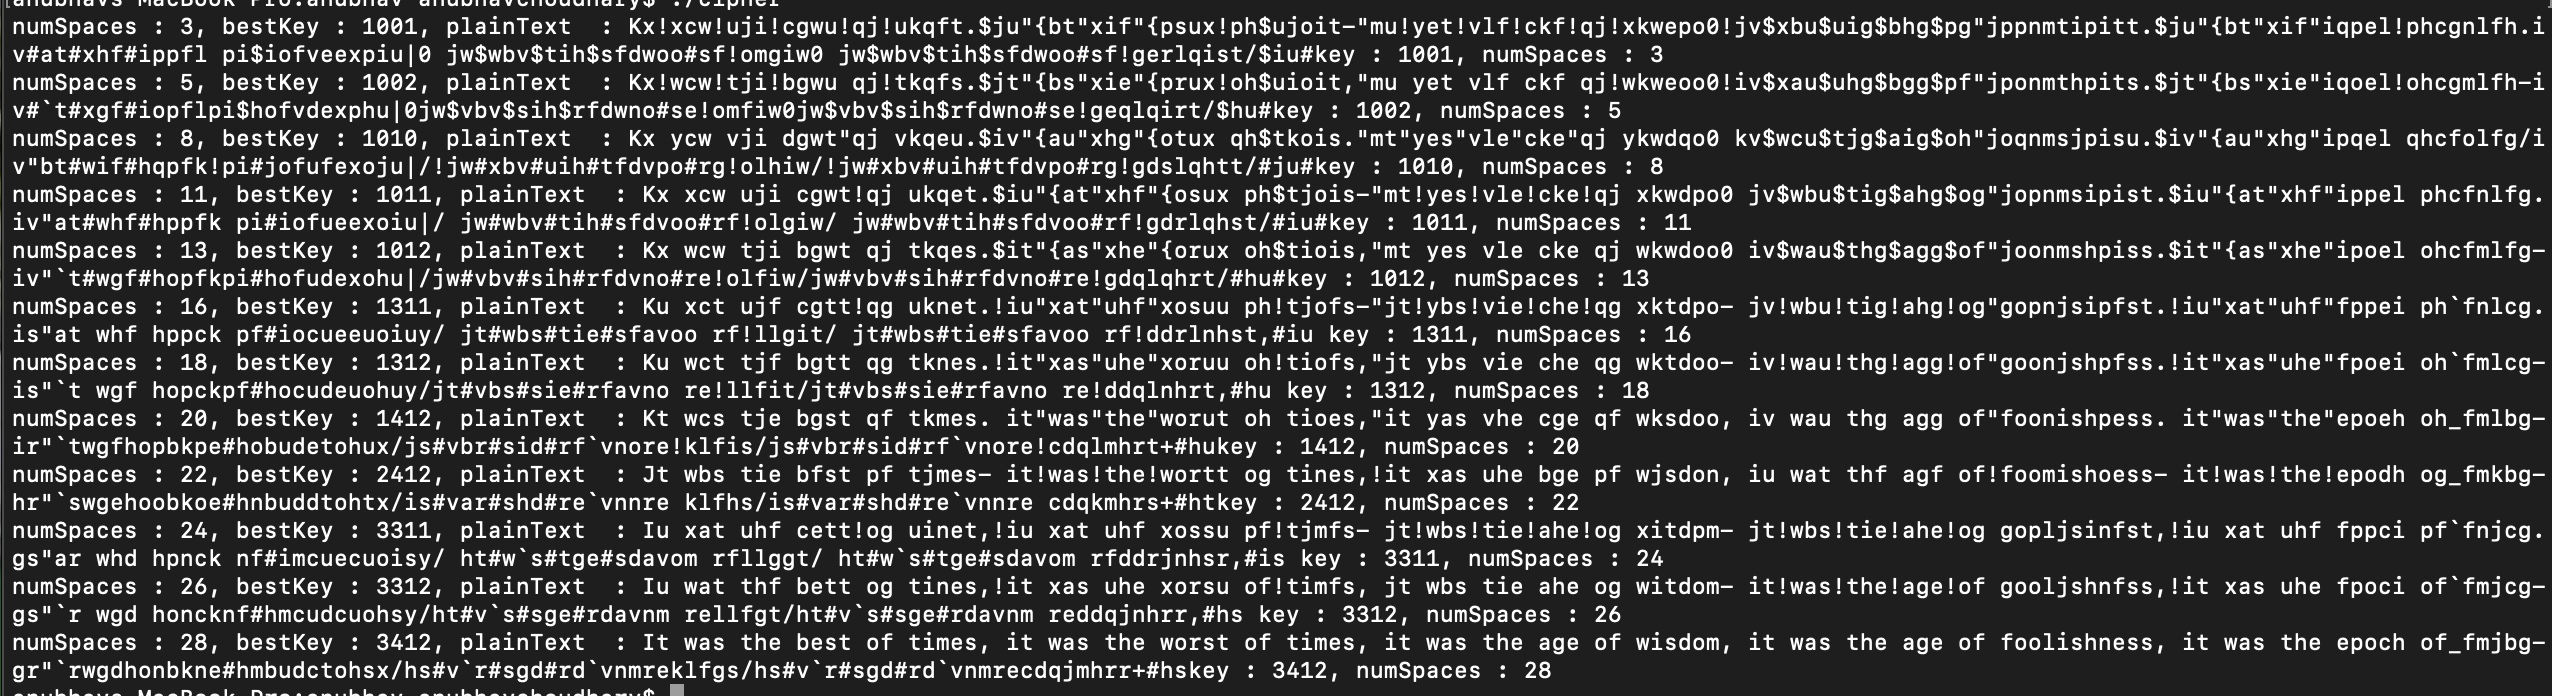 anubhavs MacBook Pro:anubhav anubhavchoudhary$ ./cipher
numSpaces : 3, bestKey : 1001, plainText  : Kx!xcw!uji!cgwu!qj!ukqft.$ju"{bt"xif"{psux!ph$ujoit-"mu!yet!vlf!ckf!qj!xkwepo0!jv$xbu$uig$bhg$pg"jppnmtipitt.$ju"{bt"xif"iqpel!phcgnlfh.i
v#at#xhf#ippfl pi$iofveexpiu|0 jw$wbv$tih$sfdwoo#sf!omgiw0 jw$wbv$tih$sfdwoo#sf!gerlqist/$iu#key : 1001, numSpaces : 3
numSpaces : 5, bestKey : 1002, plainText  : Kx!wcw!tji!bgwu qj!tkqfs.$jt"{bs"xie"{prux!oh$uioit,"mu yet vlf ckf qj!wkweoo0!iv$xau$uhg$bgg$pf"jponmthpits.$jt"{bs"xie"iqoel!ohcgmlfh-i
v#`t#xgf#iopflpi$hofvdexphu|0jw$vbv$sih$rfdwno#se!omfiw0jw$vbv$sih$rfdwno#se!geqlqirt/$hu#key : 1002, numSpaces : 5
numSpaces : 8, bestKey : 1010, plainText  : Kx ycw vji dgwt"qj vkqeu.$iv"{au"xhg"{otux qh$tkois."mt"yes"vle"cke"qj ykwdqo0 kv$wcu$tjg$aig$oh"joqnmsjpisu.$iv"{au"xhg"ipqel qhcfolfg/i
v"bt#wif#hqpfk!pi#jofufexoju|/!jw#xbv#uih#tfdvpo#rg!olhiw/!jw#xbv#uih#tfdvpo#rg!gdslqhtt/#ju#key : 1010, numSpaces : 8
numSpaces : 11, bestKey : 1011, plainText  : Kx xcw uji cgwt!qj ukqet.$iu"{at"xhf"{osux ph$tjois-"mt!yes!vle!cke!qj xkwdpo0 jv$wbu$tig$ahg$og"jopnmsipist.$iu"{at"xhf"ippel phcfnlfg.
iv"at#whf#hppfk pi#iofueexoiu|/ jw#wbv#tih#sfdvoo#rf!olgiw/ jw#wbv#tih#sfdvoo#rf!gdrlqhst/#iu#key : 1011, numSpaces : 11
numSpaces : 13, bestKey : 1012, plainText  : Kx wcw tji bgwt qj tkqes.$it"{as"xhe"{orux oh$tiois,"mt yes vle cke qj wkwdoo0 iv$wau$thg$agg$of"joonmshpiss.$it"{as"xhe"ipoel ohcfmlfg-
iv"`t#wgf#hopfkpi#hofudexohu|/jw#vbv#sih#rfdvno#re!olfiw/jw#vbv#sih#rfdvno#re!gdqlqhrt/#hu#key : 1012, numSpaces : 13
numSpaces : 16, bestKey : 1311, plainText  : Ku xct ujf cgtt!qg uknet.!iu"xat"uhf"xosuu ph!tjofs-"jt!ybs!vie!che!qg xktdpo- jv!wbu!tig!ahg!og"gopnjsipfst.!iu"xat"uhf"fppei ph`fnlcg.
is"at whf hppck pf#iocueeuoiuy/ jt#wbs#tie#sfavoo rf!llgit/ jt#wbs#tie#sfavoo rf!ddrlnhst,#iu key : 1311, numSpaces : 16
numSpaces : 18, bestKey : 1312, plainText  : Ku wct tjf bgtt qg tknes.!it"xas"uhe"xoruu oh!tiofs,"jt ybs vie che qg wktdoo- iv!wau!thg!agg!of"goonjshpfss.!it"xas"uhe"fpoei oh`fmlcg-
is"`t wgf hopckpf#hocudeuohuy/jt#vbs#sie#rfavno re!llfit/jt#vbs#sie#rfavno re!ddqlnhrt,#hu key : 1312, numSpaces : 18
numSpaces : 20, bestKey : 1412, plainText  : Kt wcs tje bgst qf tkmes. it"was"the"worut oh tioes,"it yas vhe cge qf wksdoo, iv wau thg agg of"foonishpess. it"was"the"epoeh oh_fmlbg-
ir"`twgfhopbkpe#hobudetohux/js#vbr#sid#rf`vnore!klfis/js#vbr#sid#rf`vnore!cdqlmhrt+#hukey : 1412, numSpaces : 20
numSpaces : 22, bestKey : 2412, plainText  : Jt wbs tie bfst pf tjmes- it!was!the!wortt og tines,!it xas uhe bge pf wjsdon, iu wat thf agf of!foomishoess- it!was!the!epodh og_fmkbg-
hr"`swgehoobkoe#hnbuddtohtx/is#var#shd#re`vnnre klfhs/is#var#shd#re`vnnre cdqkmhrs+#htkey : 2412, numSpaces : 22
numSpaces : 24, bestKey : 3311, plainText  : Iu xat uhf cett!og uinet,!iu xat uhf xossu pf!tjmfs- jt!wbs!tie!ahe!og xitdpm- jt!wbs!tie!ahe!og gopljsinfst,!iu xat uhf fppci pf`fnjcg.
gs"ar whd hpnck nf#imcuecuoisy/ ht#w`s#tge#sdavom rfllggt/ ht#w`s#tge#sdavom rfddrjnhsr,#is key : 3311, numSpaces : 24
numSpaces : 26, bestKey : 3312, plainText  : Iu wat thf bett og tines,!it xas uhe xorsu of!timfs, jt wbs tie ahe og witdom- it!was!the!age!of gooljshnfss,!it xas uhe fpoci of`fmjcg-
gs"`r wgd honcknf#hmcudcuohsy/ht#v`s#sge#rdavnm rellfgt/ht#v`s#sge#rdavnm reddqjnhrr,#hs key : 3312, numSpaces : 26
numSpaces : 28, bestKey : 3412, plainText  : It was the best of times, it was the worst of times, it was the age of wisdom, it was the age of foolishness, it was the epoch of_fmjbg-
gr"`rwgdhonbkne#hmbudctohsx/hs#v`r#sgd#rd`vnmreklfgs/hs#v`r#sgd#rd`vnmrecdqjmhrr+#hskey : 3412, numSpaces : 28
anubhavs MacBook Pro:anubhav anubhavchoudhary$